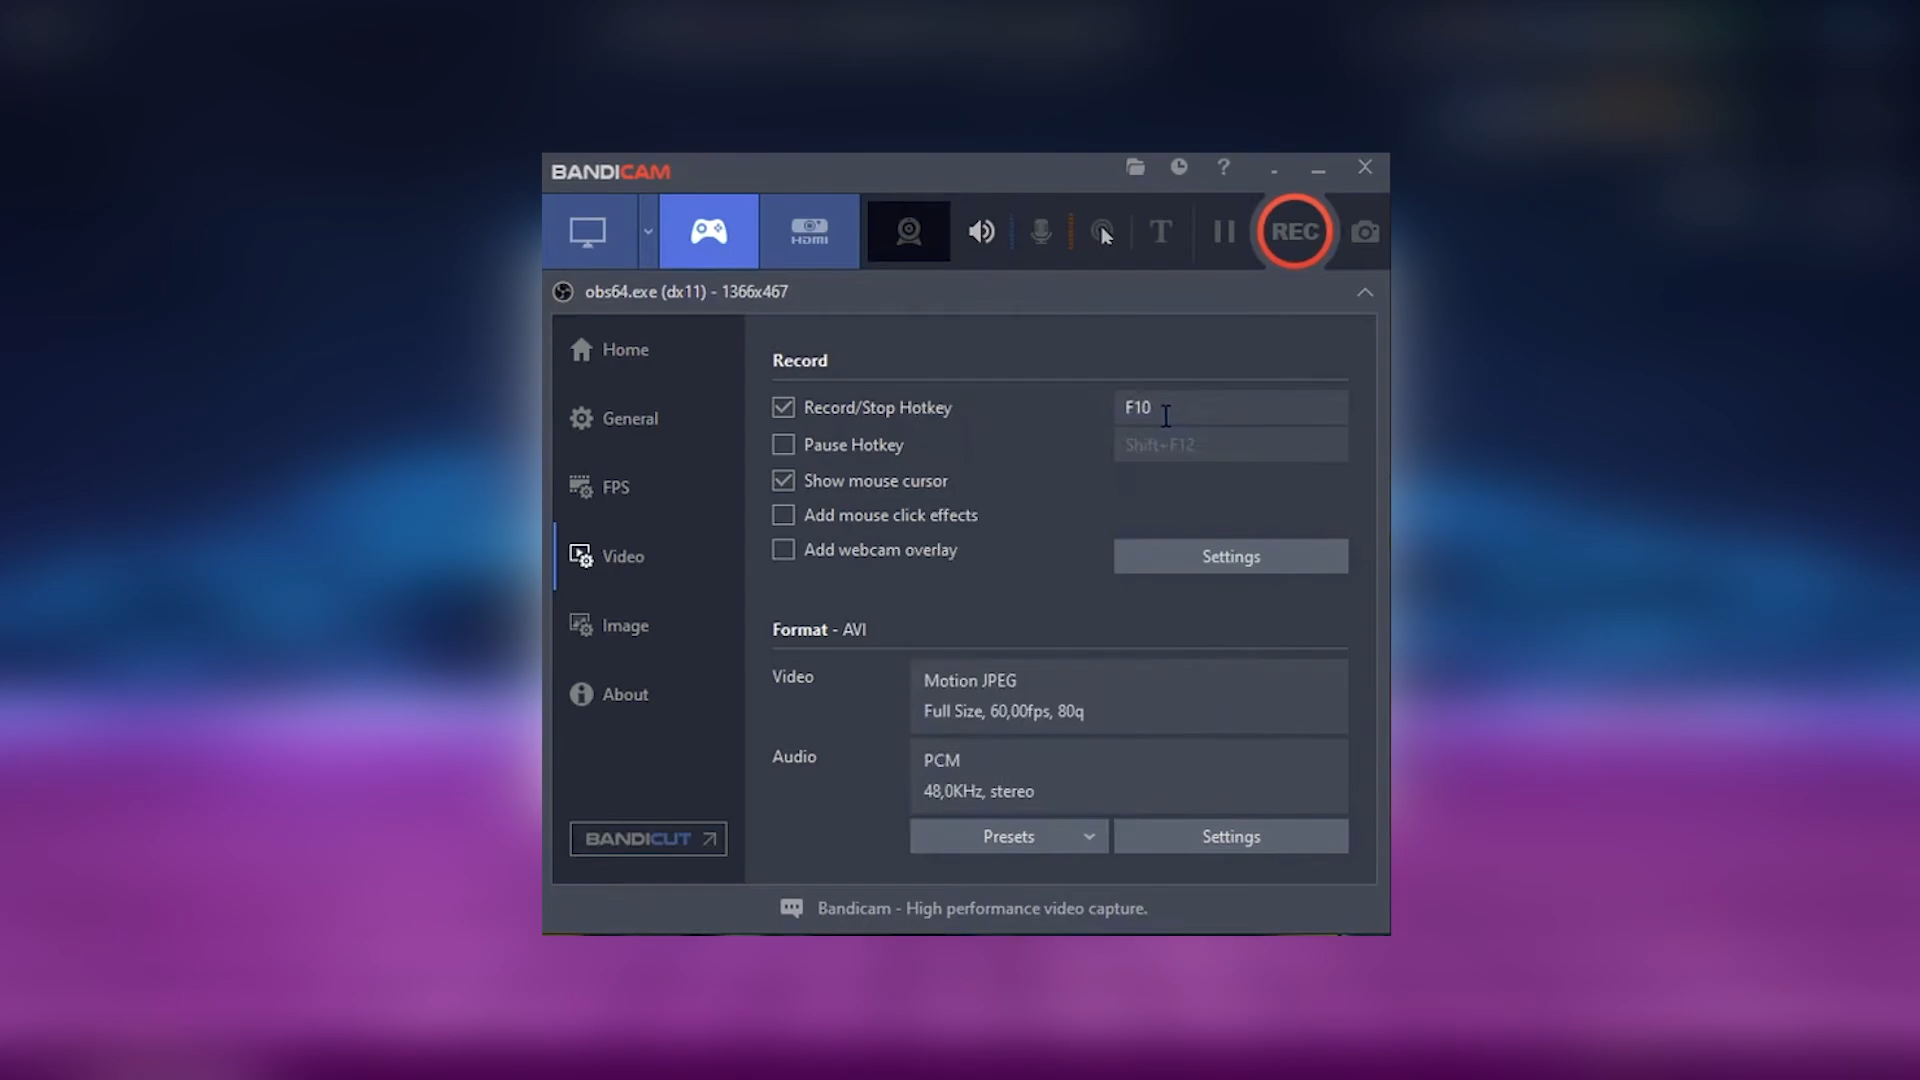 BANDICAM
?
HDMI
T
REC
obs64.exe (dx11) - 1366x467
Home
General
FPS
Video
Image
About
BANDICUT
Record
Record/Stop Hotkey
F10
Pause Hotkey
Shift+F12
Show mouse cursor
Add mouse click effects
Add webcam overlay
Settings
Format - AVI
Video
Motion JPEG
Full Size, 60,00fps, 80q
Audio
PCM
48,0KHz, stereo
Presets
Settings
Bandicam - High performance video capture.